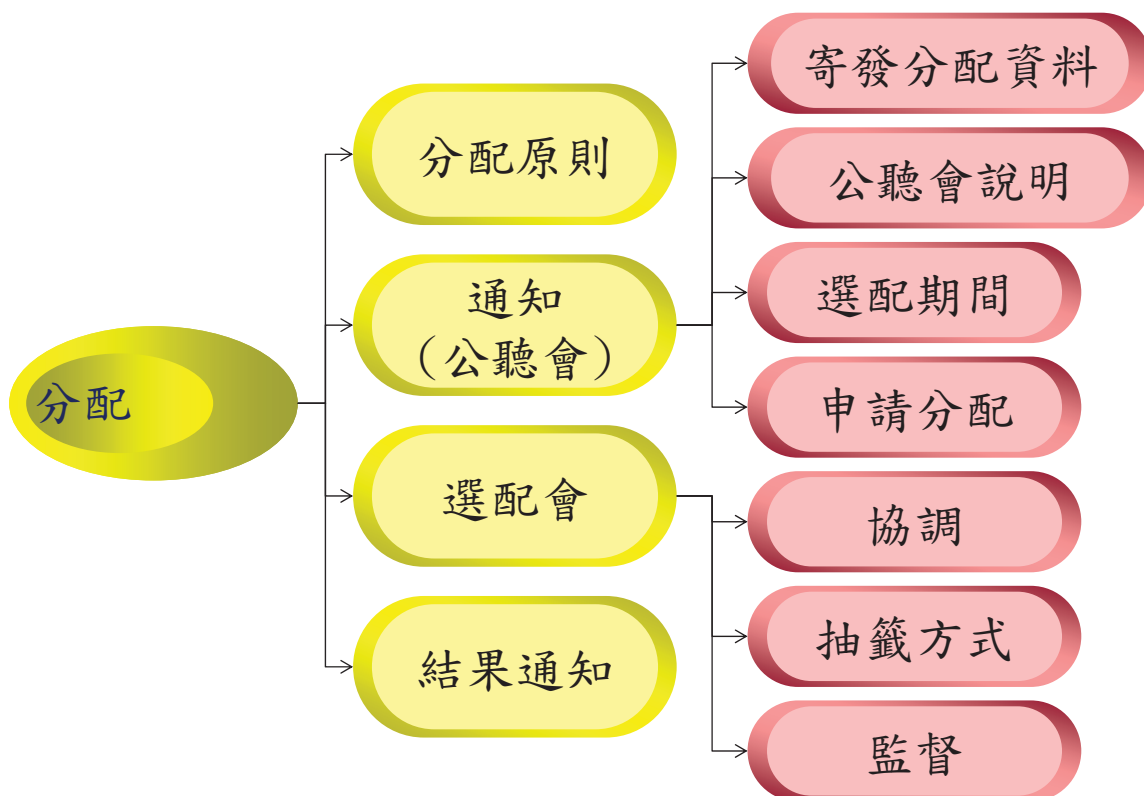 分配
分配原則
通知
（公聽會）
選配會
結果通知
寄發分配資料
公聽會說明
選配期間
申請分配
協調
抽籤方式
監督